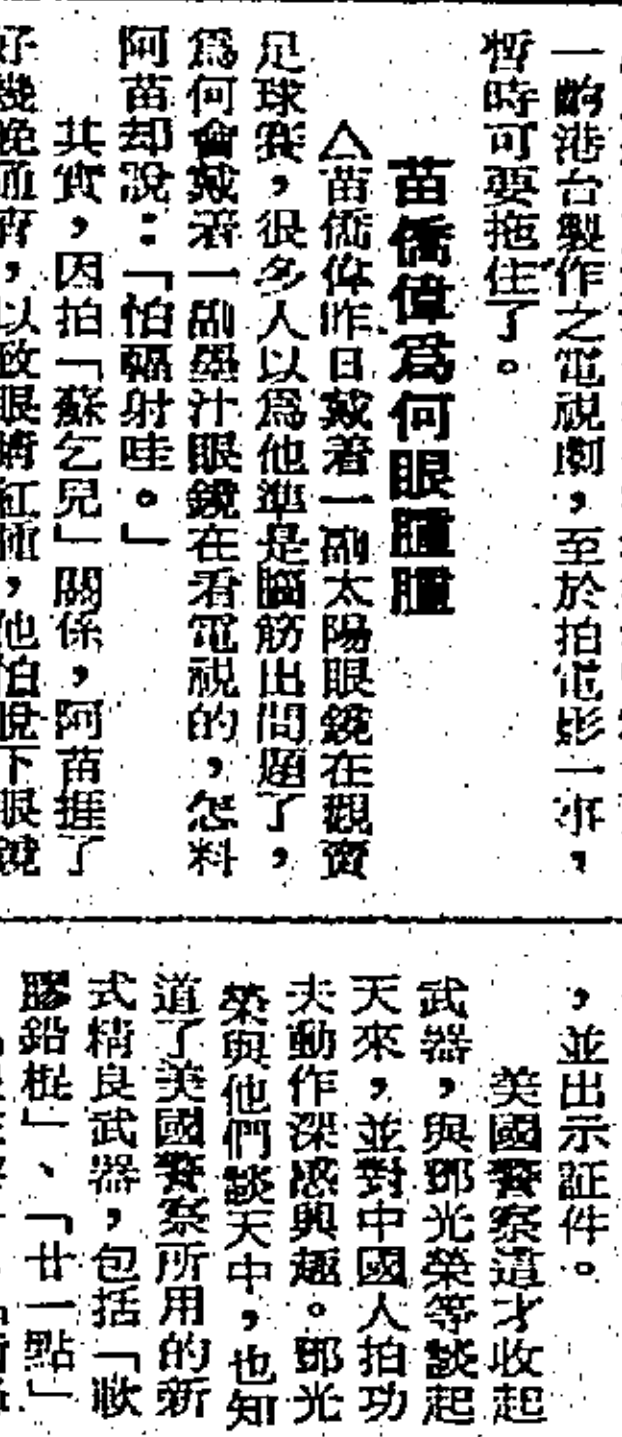 一齣港台製作之電視劇，至於拍電影一事，
暫時可要拖住了。
苗僑偉為何眼朣朣
△苗僑偉昨日戴着一副太陽眼鏡在觀賞
足球賽，很多人以為他準是腦筋出問題了，
為何會戴着一副墨汁眼鏡在看電視的，怎料
阿苗却說：「怕輻射哇。」
其實，因拍「蘇乞兒」關係，阿苗捱了
好幾晚通宵，以致眼睛紅腫，他怕脫下眼鏡
，並出示証件。
美國警察這才收起
武器，與鄧光榮等談起
天來，並對中國人拍功
夫動作深感興趣。鄧光
榮與他們談天中，也知
道了美國警察所用的新
式精良武器，包括「軟
膠鉛棍」、「廿一點」